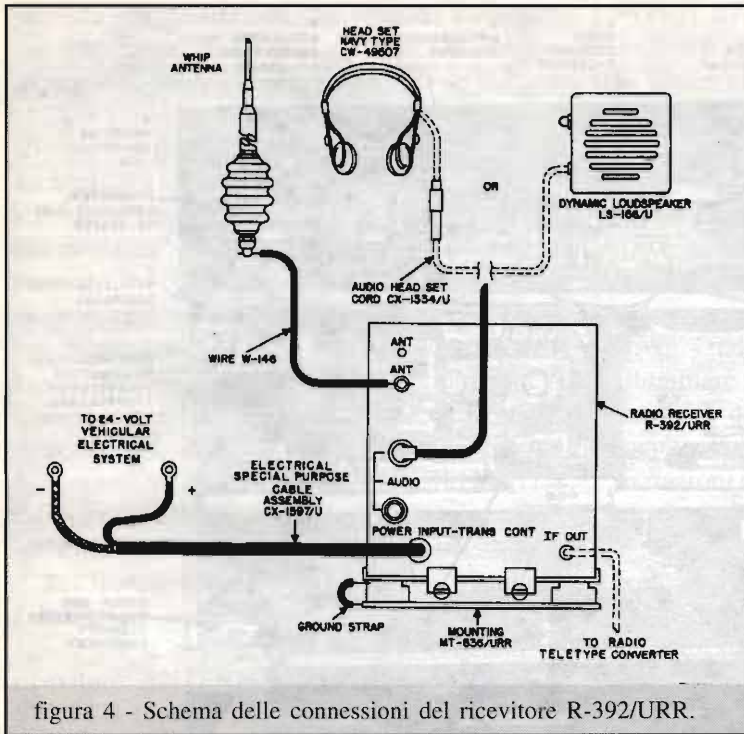 HEAD SET
NAVY TYPE
CW-49507
WHIP
ANTENNA
OR
DYNAMIC LOUDSPEAKER
LS-166/U
AUDIO HEAD SET
CORD CX-1334/U
WIRE W-146
ANT
ANT
RADIO RECEIVER
R-392/URR
TO 24-VOLT
VEHICULAR
ELECTRICAL
SYSTEM
- +
ELECTRICAL
SPECIAL PURPOSE
CABLE
ASSEMBLY
CX-1597/U
AUDIO
POWER INPUT-TRANS CONT
IF OUT
GROUND STRAP
MOUNTING
MT-836/URR
TO RADIO
TELETYPE CONVERTER
figura 4 - Schema delle connessioni del ricevitore R-392/URR.